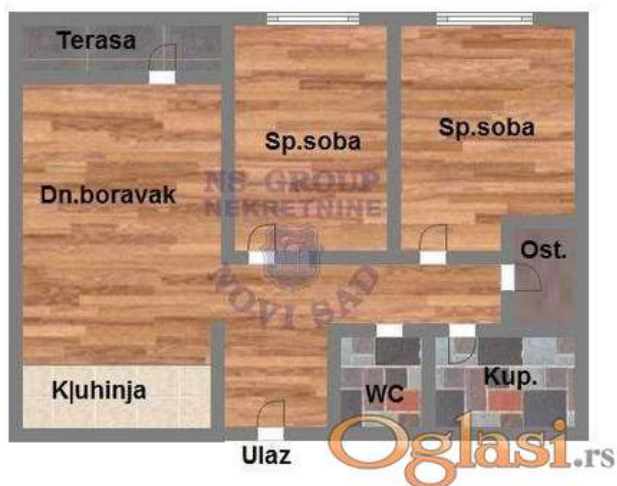 Terasa
Sp.soba
Sp.soba
Dn.boravak
NS-GROUP
NEKRETNINE
NOVI SAD
Ost.
K|uhinja
WC
Kup.
Ulaz
Oglasi.rs